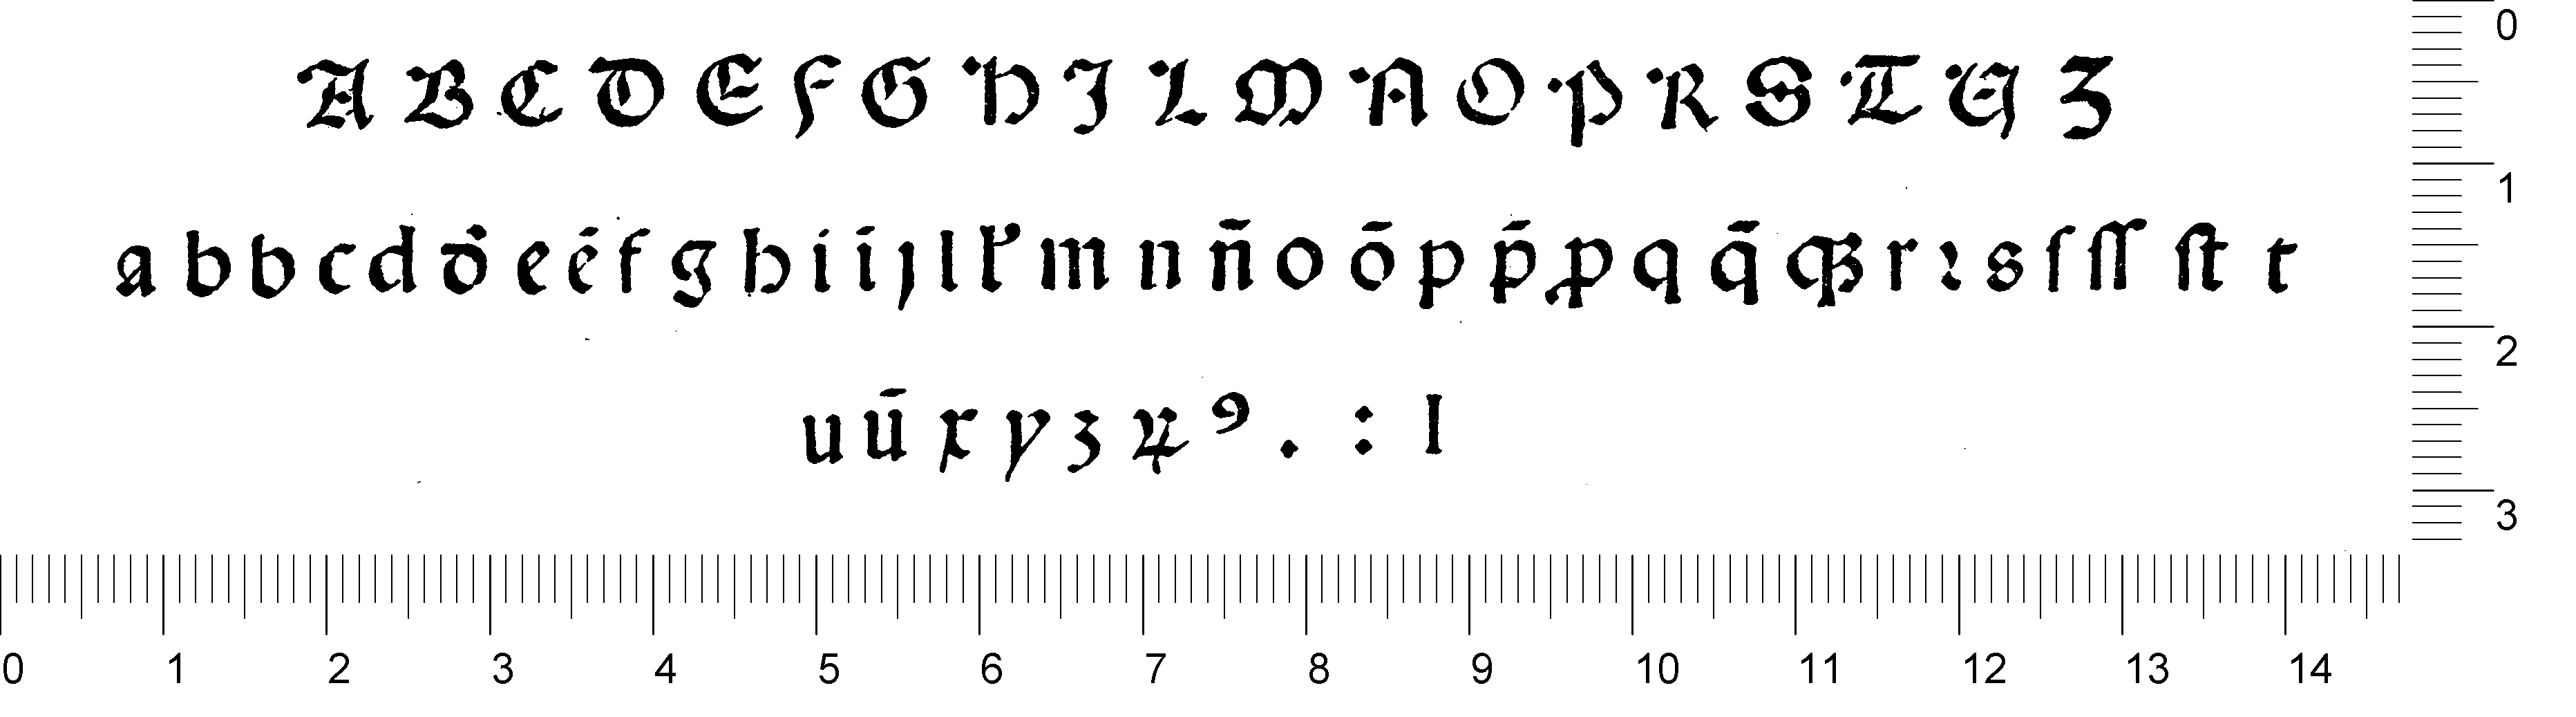 A B C D E F G H I L M N O P R S T U Z
a b b c d d̄ e ē f g h i ī j l ľ m n n̄ o ō p p̄ ꝓ q q̄ ꝙ r ꝛ s ſ ſſ ſt t
u ū x y z ꝝ ꝰ . : I
0
1
2
3
0 1 2 3 4 5 6 7 8 9 10 11 12 13 14